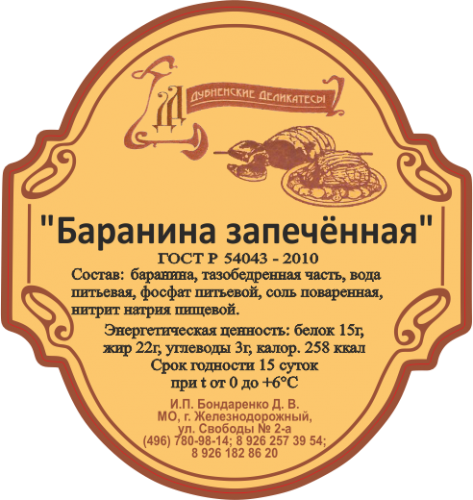 ДУБНЕНСКИЕ ДЕЛИКАТЕСЫ
"Баранина запечённая"
ГОСТ Р 54043 - 2010
Состав: баранина, тазобедренная часть, вода
питьевая, фосфат питьевой, соль поваренная,
нитрит натрия пищевой.
Энергетическая ценность: белок 15г,
жир 22г, углеводы 3г, калор. 258 ккал
Срок годности 15 суток
при t от 0 до +6°С
И.П. Бондаренко Д. В.
МО, г. Железнодорожный,
ул. Свободы № 2-а
(496) 780-98-14; 8 926 257 39 54;
8 926 182 86 20